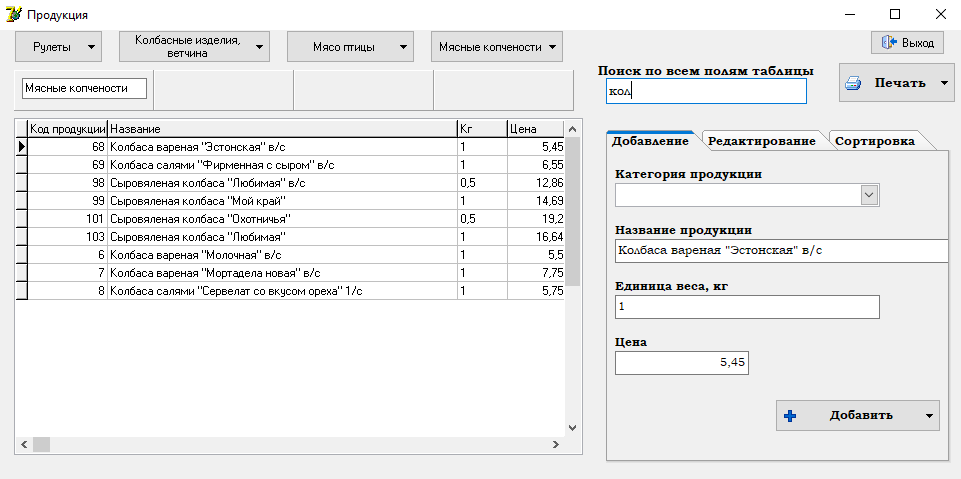 Продукция
Рулеты
Колбасные изделия,
ветчина
Мясо птицы
Мясные копчености
Выход
Мясные копчености
Поиск по всем полям таблицы
кол
Печать
Код продукции Название Кг Цена
68 Колбаса вареная "Эстонская" в/с 1 5,45
69 Колбаса салями "Фирменная с сыром" в/с 1 6,55
98 Сыровяленая колбаса "Любимая" в/с 0,5 12,86
99 Сыровяленая колбаса "Мой край" 1 14,69
101 Сыровяленая колбаса "Охотничья" 0,5 19,2
103 Сыровяленая колбаса "Любимая" 1 16,64
6 Колбаса вареная "Молочная" в/с 1 5,5
7 Колбаса вареная "Мортадела новая" в/с 1 7,75
8 Колбаса салями "Сервелат со вкусом ореха" 1/с 1 5,75
Добавление Редактирование Сортировка
Категория продукции
Название продукции
Колбаса вареная "Эстонская" в/с
Единица веса, кг
1
Цена
5,45
Добавить